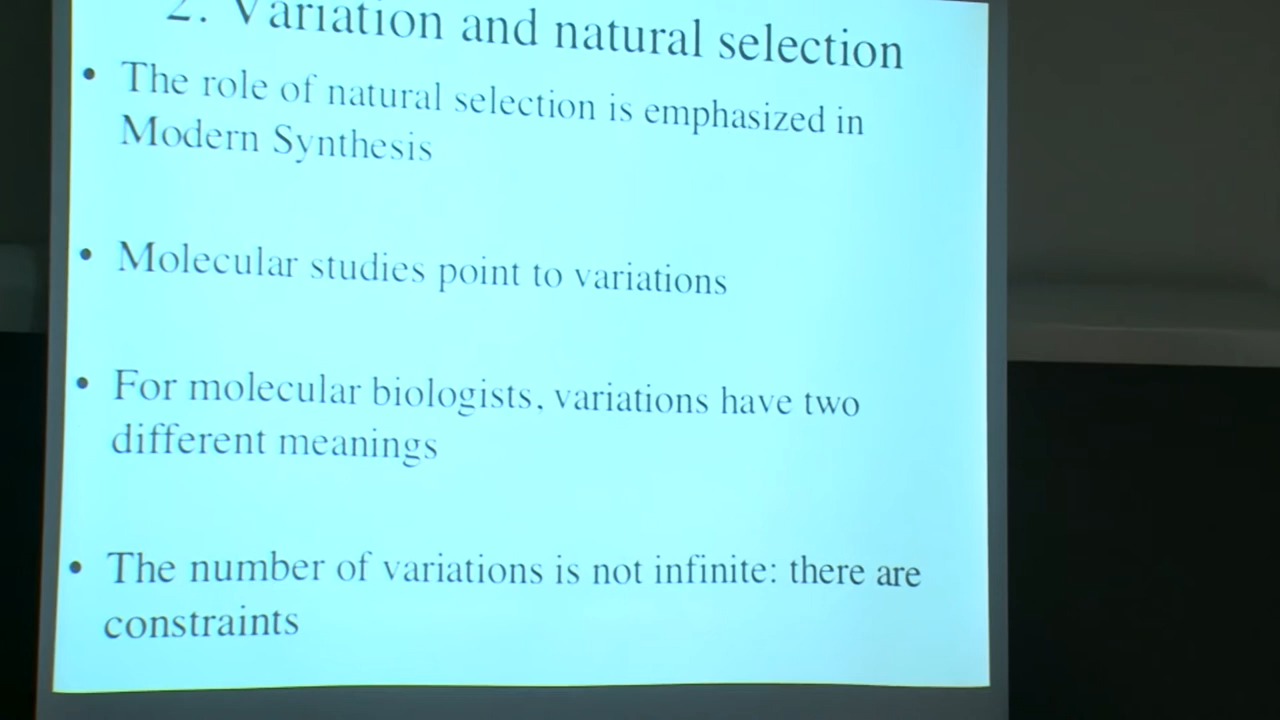 2. Variation and natural selection
• The role of natural selection is emphasized in
Modern Synthesis
• Molecular studies point to variations
• For molecular biologists, variations have two
different meanings
• The number of variations is not infinite: there are
constraints